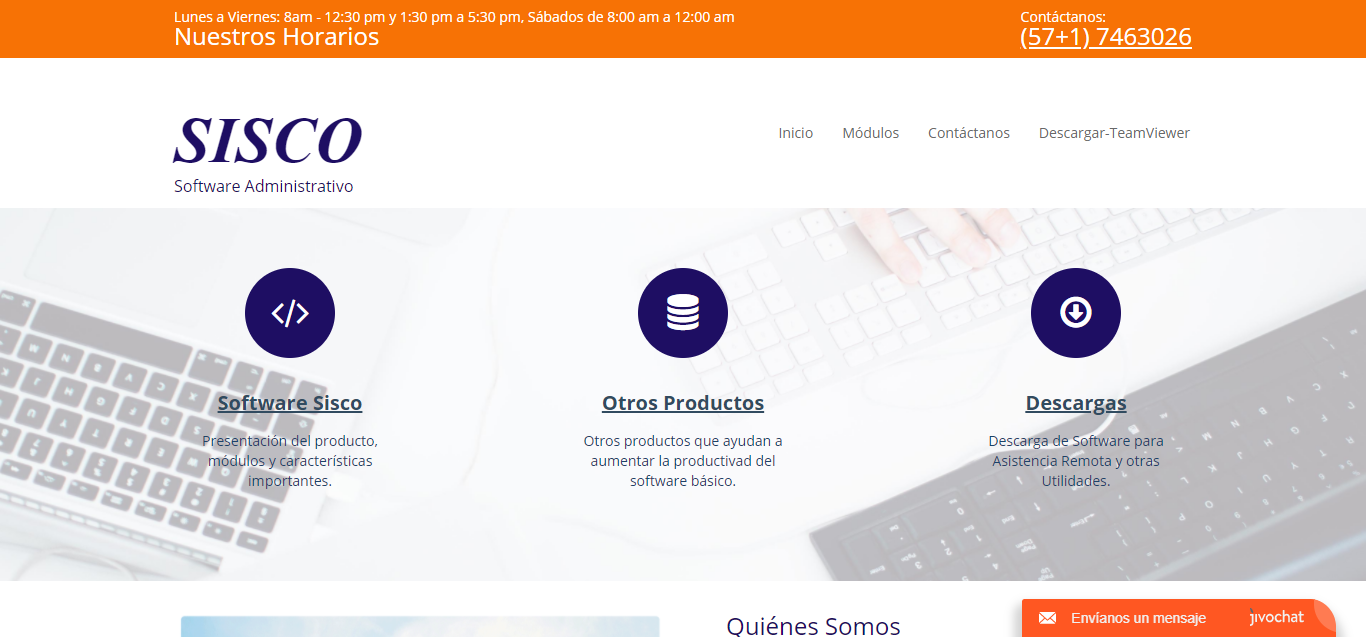 Lunes a Viernes: 8am - 12:30 pm y 1:30 pm a 5:30 pm, Sábados de 8:00 am a 12:00 am
Nuestros Horarios
Contáctanos:
(57+1) 7463026
SISCO
Software Administrativo
Inicio
Módulos
Contáctanos
Descargar-TeamViewer
Software Sisco
Presentación del producto,
módulos y características
importantes.
Otros Productos
Otros productos que ayudan a
aumentar la productivad del
software básico.
Descargas
Descarga de Software para
Asistencia Remota y otras
Utilidades.
Quiénes Somos
Envíanos un mensaje
jivochat